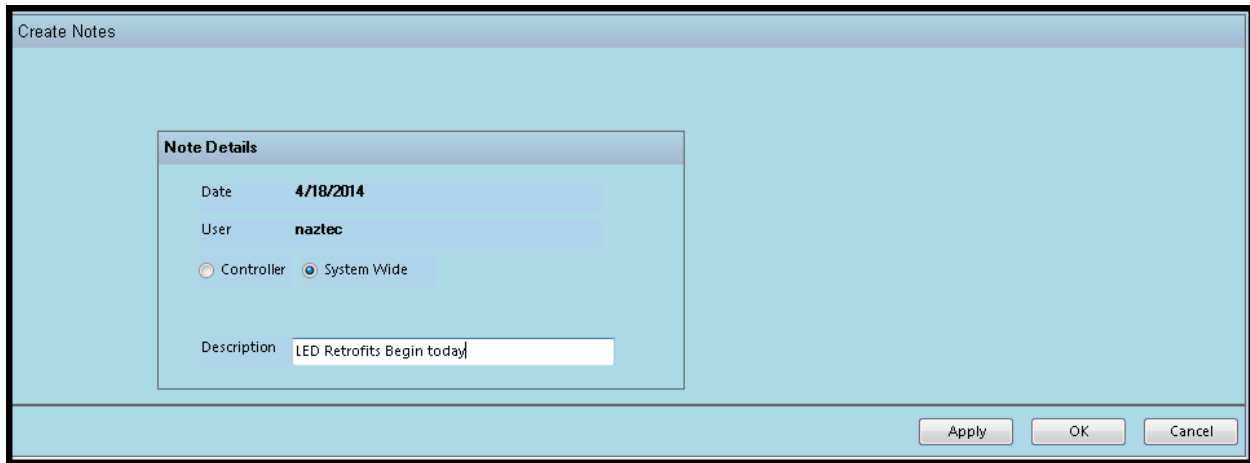 Create Notes
Note Details
Date 4/18/2014
User naztec
Controller System Wide
Description LED Retrofits Begin today
Apply OK Cancel